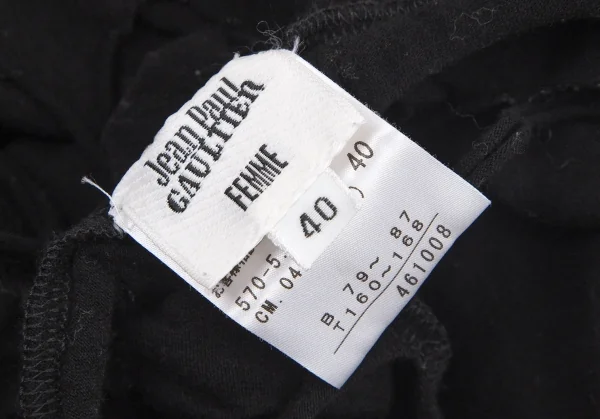 Jean Paul
GAULTIER
FEMME
40
40
570-5
CM. 04
B 79~ 87
T160~168
461008